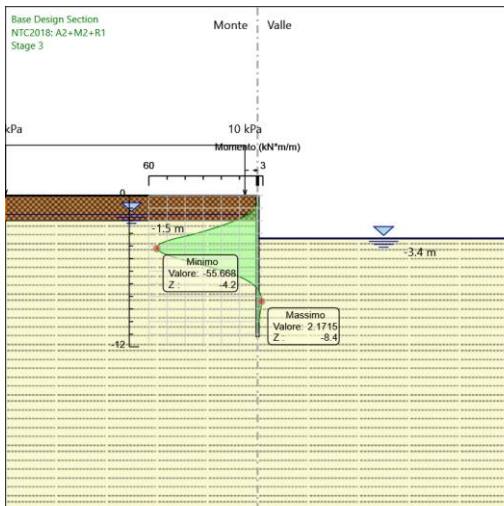 Base Design Section
NTC2018: A2+M2+R1
Stage 3
Monte
Valle
kPa
10 kPa
Momento (kN*m/m)
60
3
0
-1.5 m
-3.4 m
Minimo
Valore: -55.668
Z : -4.2
Massimo
Valore: 2.1715
Z : -8.4
-12